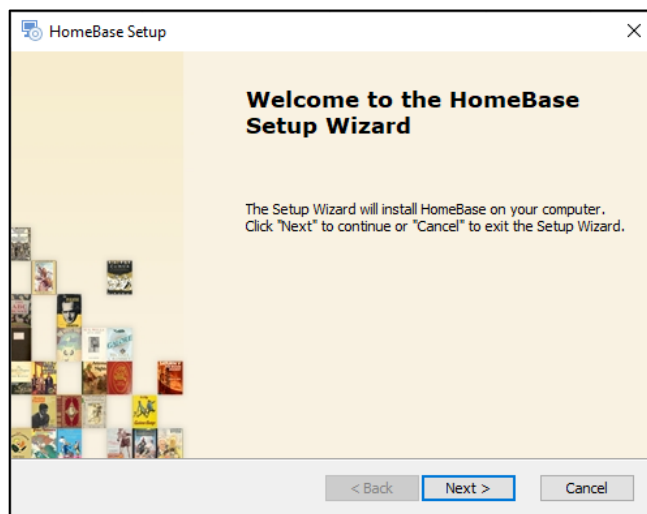 HomeBase Setup
Welcome to the HomeBase
Setup Wizard
The Setup Wizard will install HomeBase on your computer.
Click "Next" to continue or "Cancel" to exit the Setup Wizard.
< Back
Next >
Cancel